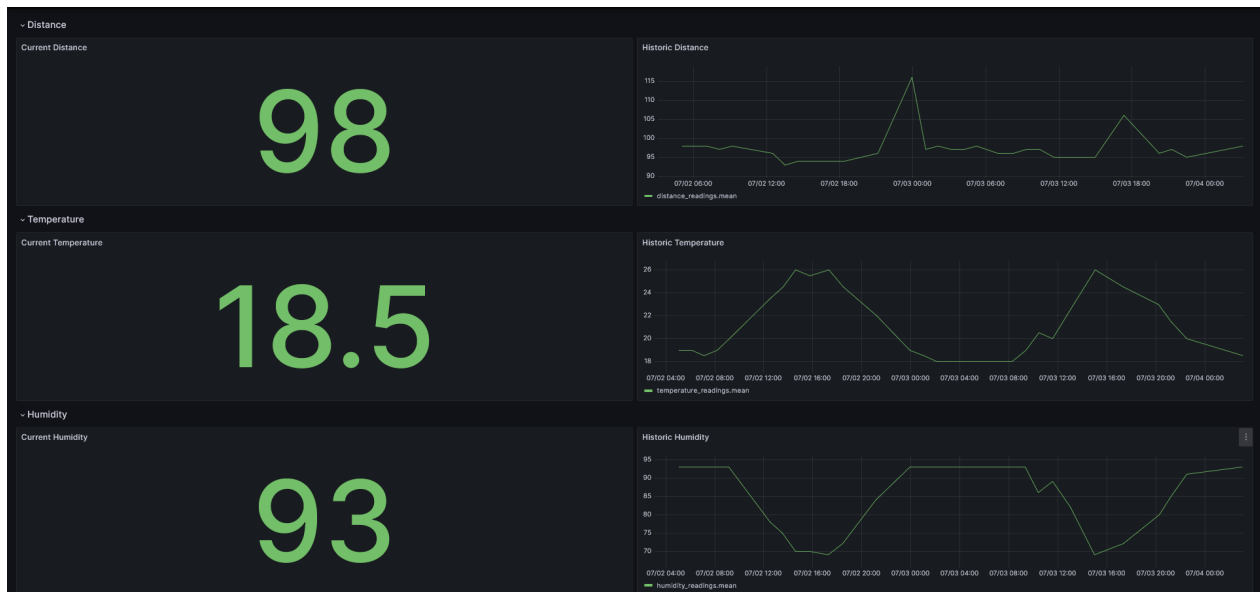 Distance
Current Distance
98
Historic Distance
115
110
105
100
95
90
07/02 06:00 07/02 12:00 07/02 18:00 07/03 00:00 07/03 06:00 07/03 12:00 07/03 18:00 07/04 00:00
distance_readings.mean
Temperature
Current Temperature
18.5
Historic Temperature
26
24
22
20
18
07/02 04:00 07/02 08:00 07/02 12:00 07/02 16:00 07/02 20:00 07/03 00:00 07/03 04:00 07/03 08:00 07/03 12:00 07/03 16:00 07/03 20:00 07/04 00:00
temperature_readings.mean
Humidity
Current Humidity
93
Historic Humidity
95
90
85
80
75
70
07/02 04:00 07/02 08:00 07/02 12:00 07/02 16:00 07/02 20:00 07/03 00:00 07/03 04:00 07/03 08:00 07/03 12:00 07/03 16:00 07/03 20:00 07/04 00:00
humidity_readings.mean